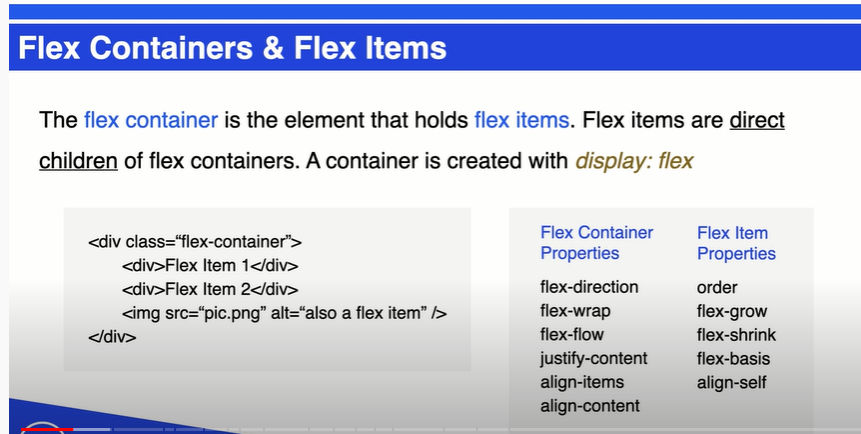 Flex Containers & Flex Items
The flex container is the element that holds flex items. Flex items are direct
children of flex containers. A container is created with display: flex
<div class=“flex-container”>
<div>Flex Item 1</div>
<div>Flex Item 2</div>
<img src=“pic.png” alt=“also a flex item” />
</div>
Flex Container
Properties
flex-direction
flex-wrap
flex-flow
justify-content
align-items
align-content
Flex Item
Properties
order
flex-grow
flex-shrink
flex-basis
align-self